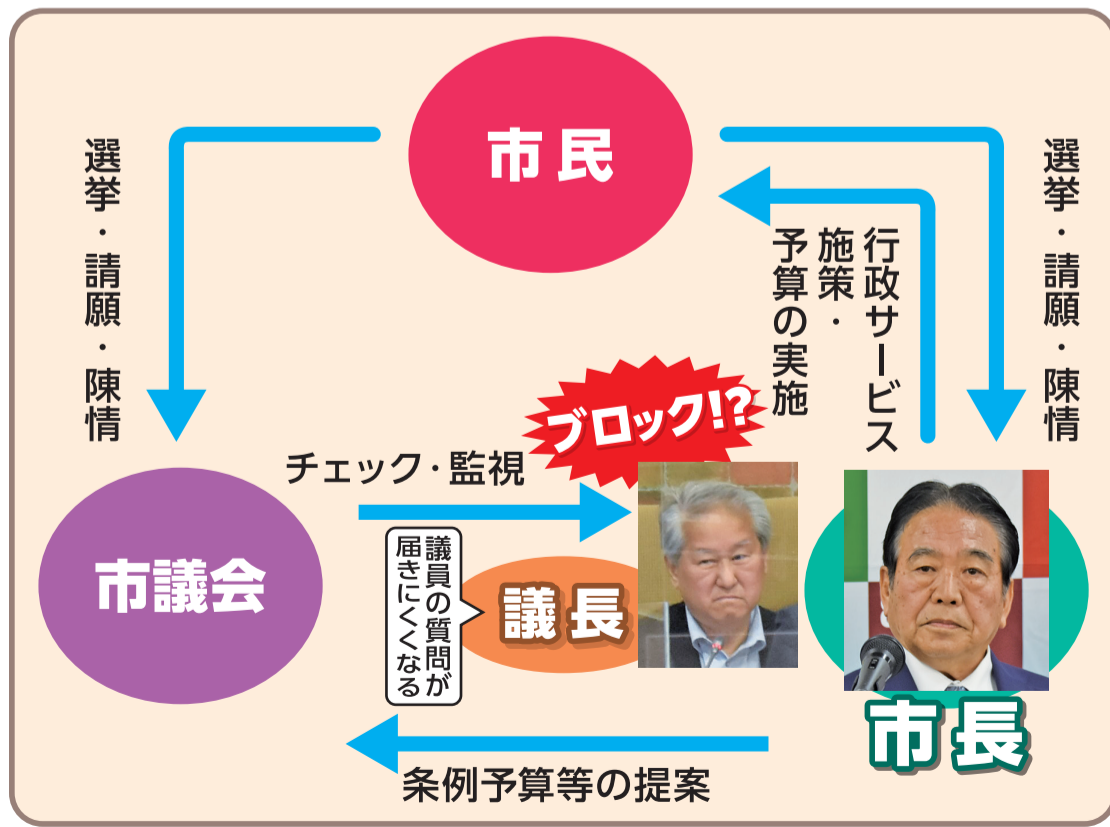 市民
選挙・請願・陳情
選挙・請願・陳情
行政サービス
施策・
予算の実施
ブロック!?
チェック・監視
市議会
議員の質問が
届きにくくなる
議長
市長
条例予算等の提案